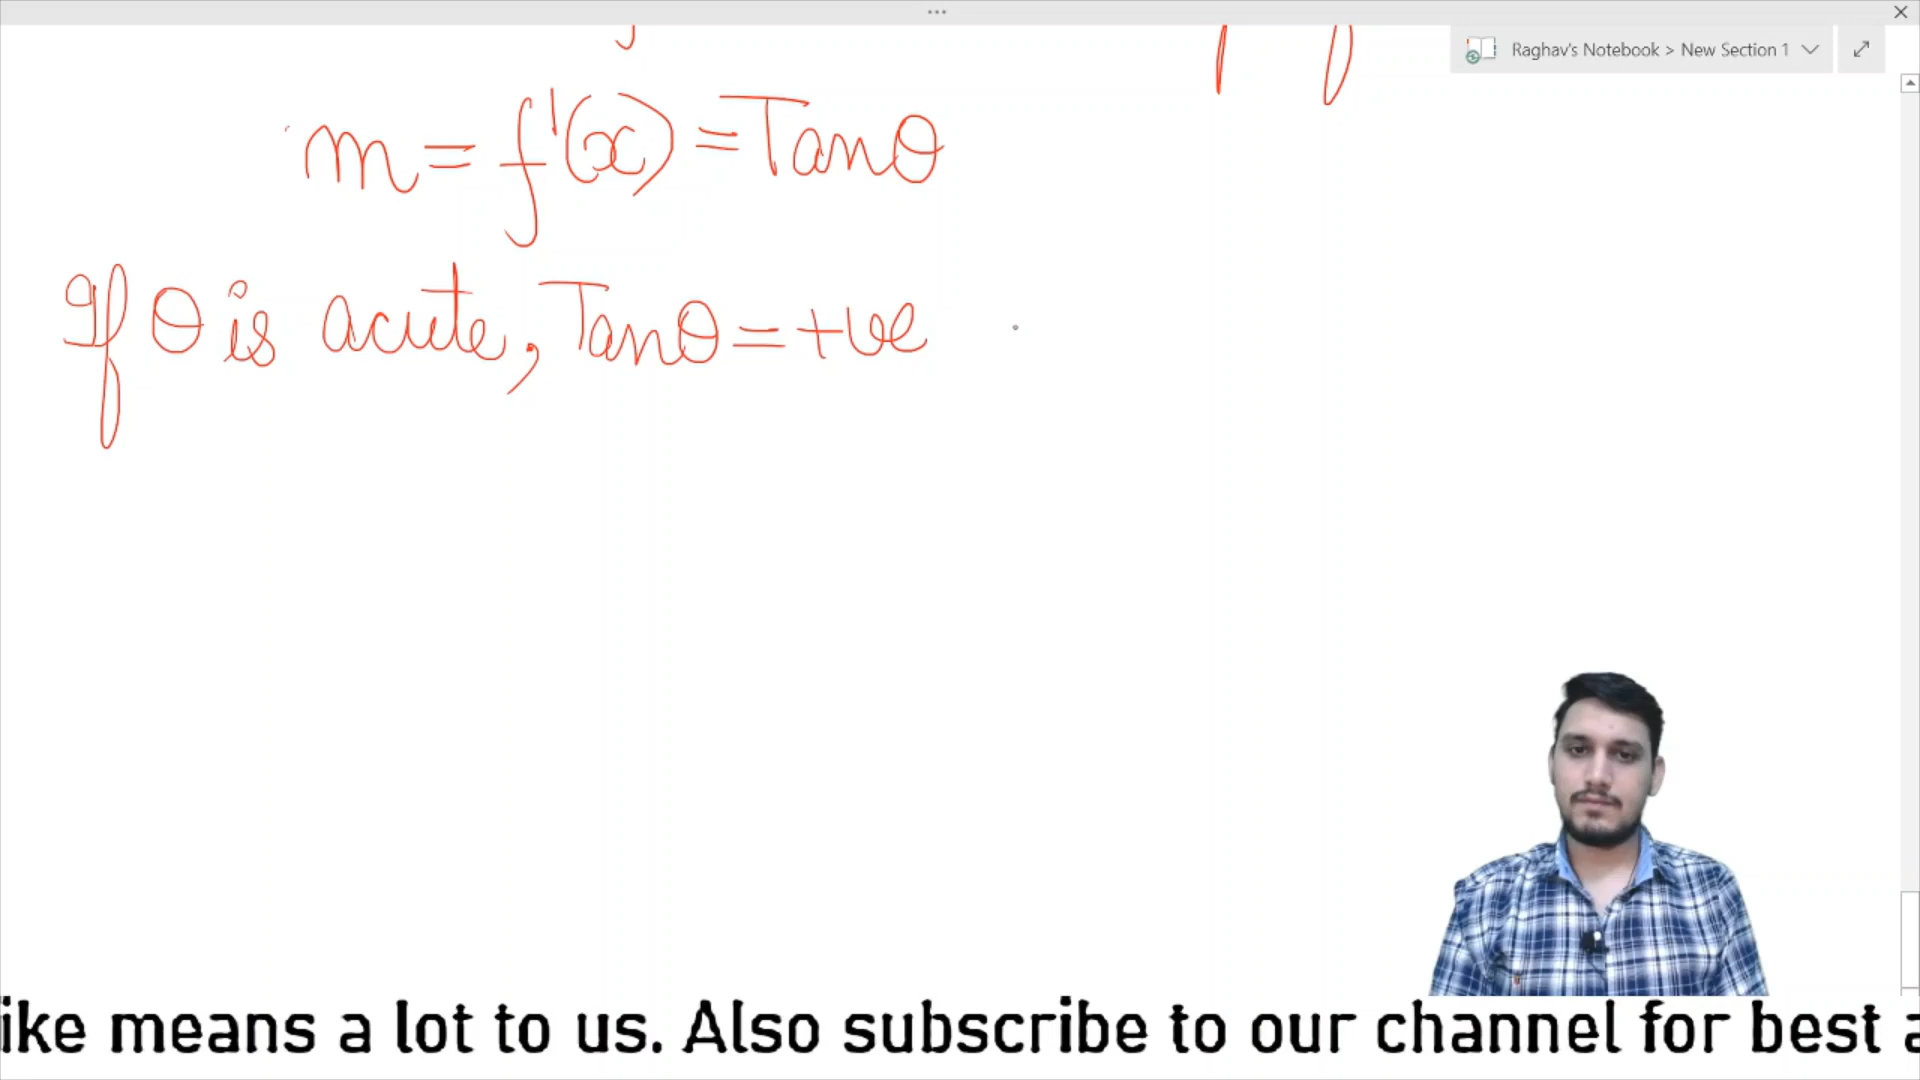 Raghav's Notebook > New Section 1
m = f'(x) = Tanθ
If θ is acute, Tanθ = +ve
ike means a lot to us. Also subscribe to our channel for best a